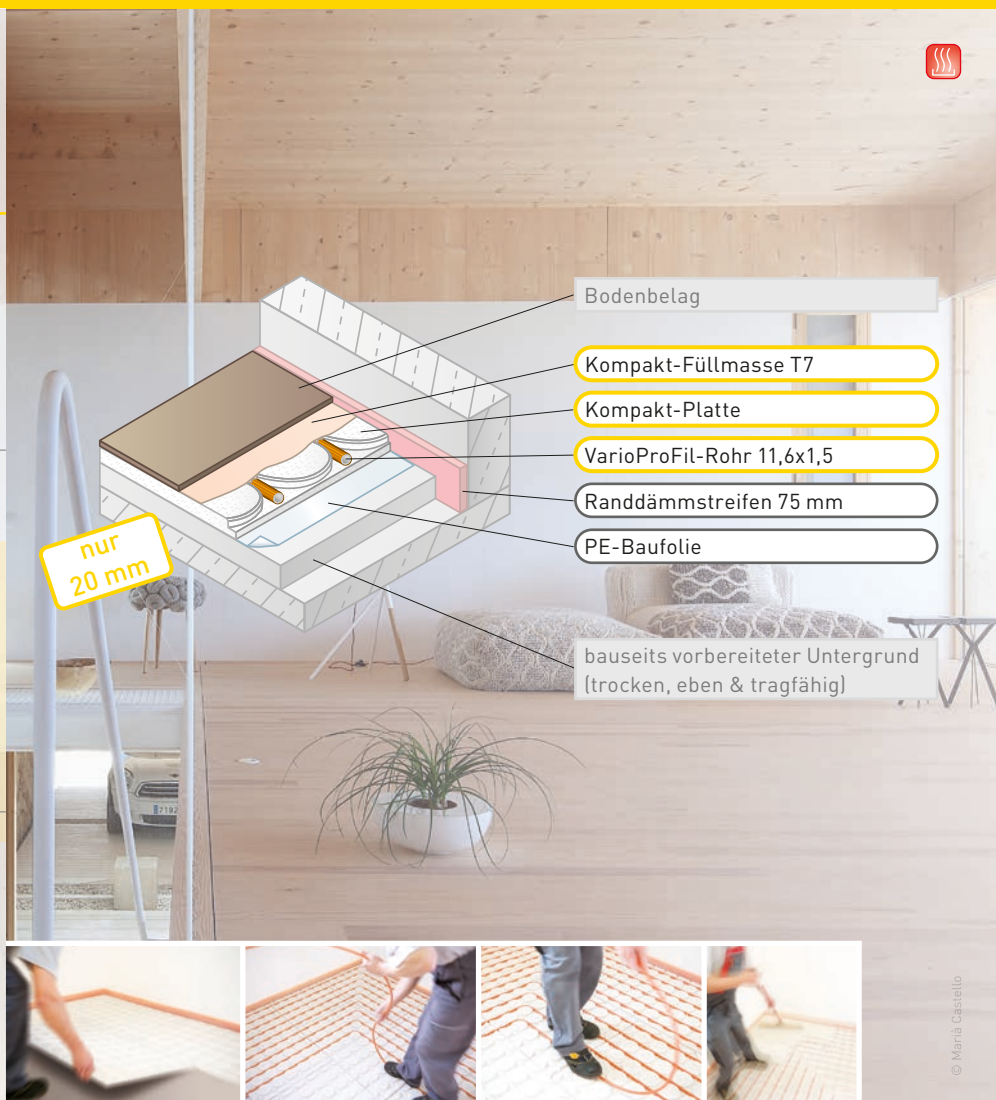 Bodenbelag
Kompakt-Füllmasse T7
Kompakt-Platte
VarioProFil-Rohr 11,6x1,5
Randdämmstreifen 75 mm
PE-Baufolie
nur
20 mm
bauseits vorbereiteter Untergrund
(trocken, eben & tragfähig)
© Marià Castello